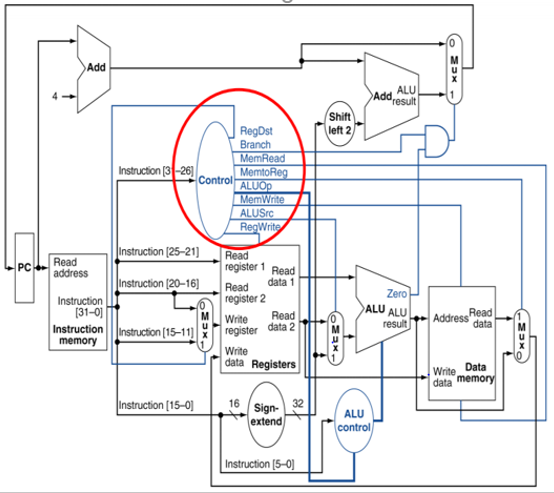 Add
4
0
M
u
x
1
Add
ALU
result
Shift
left 2
RegDst
Branch
MemRead
MemtoReg
ALUOp
MemWrite
ALUSrc
RegWrite
Control
Instruction [31–26]
PC
Read
address
Instruction
[31–0]
Instruction
memory
Instruction [25–21]
Instruction [20–16]
Instruction [15–11]
0
M
u
x
1
Read
register 1
Read
register 2
Write
register
Write
data
Read
data 1
Read
data 2
Registers
0
M
u
x
1
Zero
ALU
ALU
result
Address
Read
data
Write
data
Data
memory
1
M
u
x
0
Instruction [15–0]
16
Sign-
extend
32
ALU
control
Instruction [5–0]